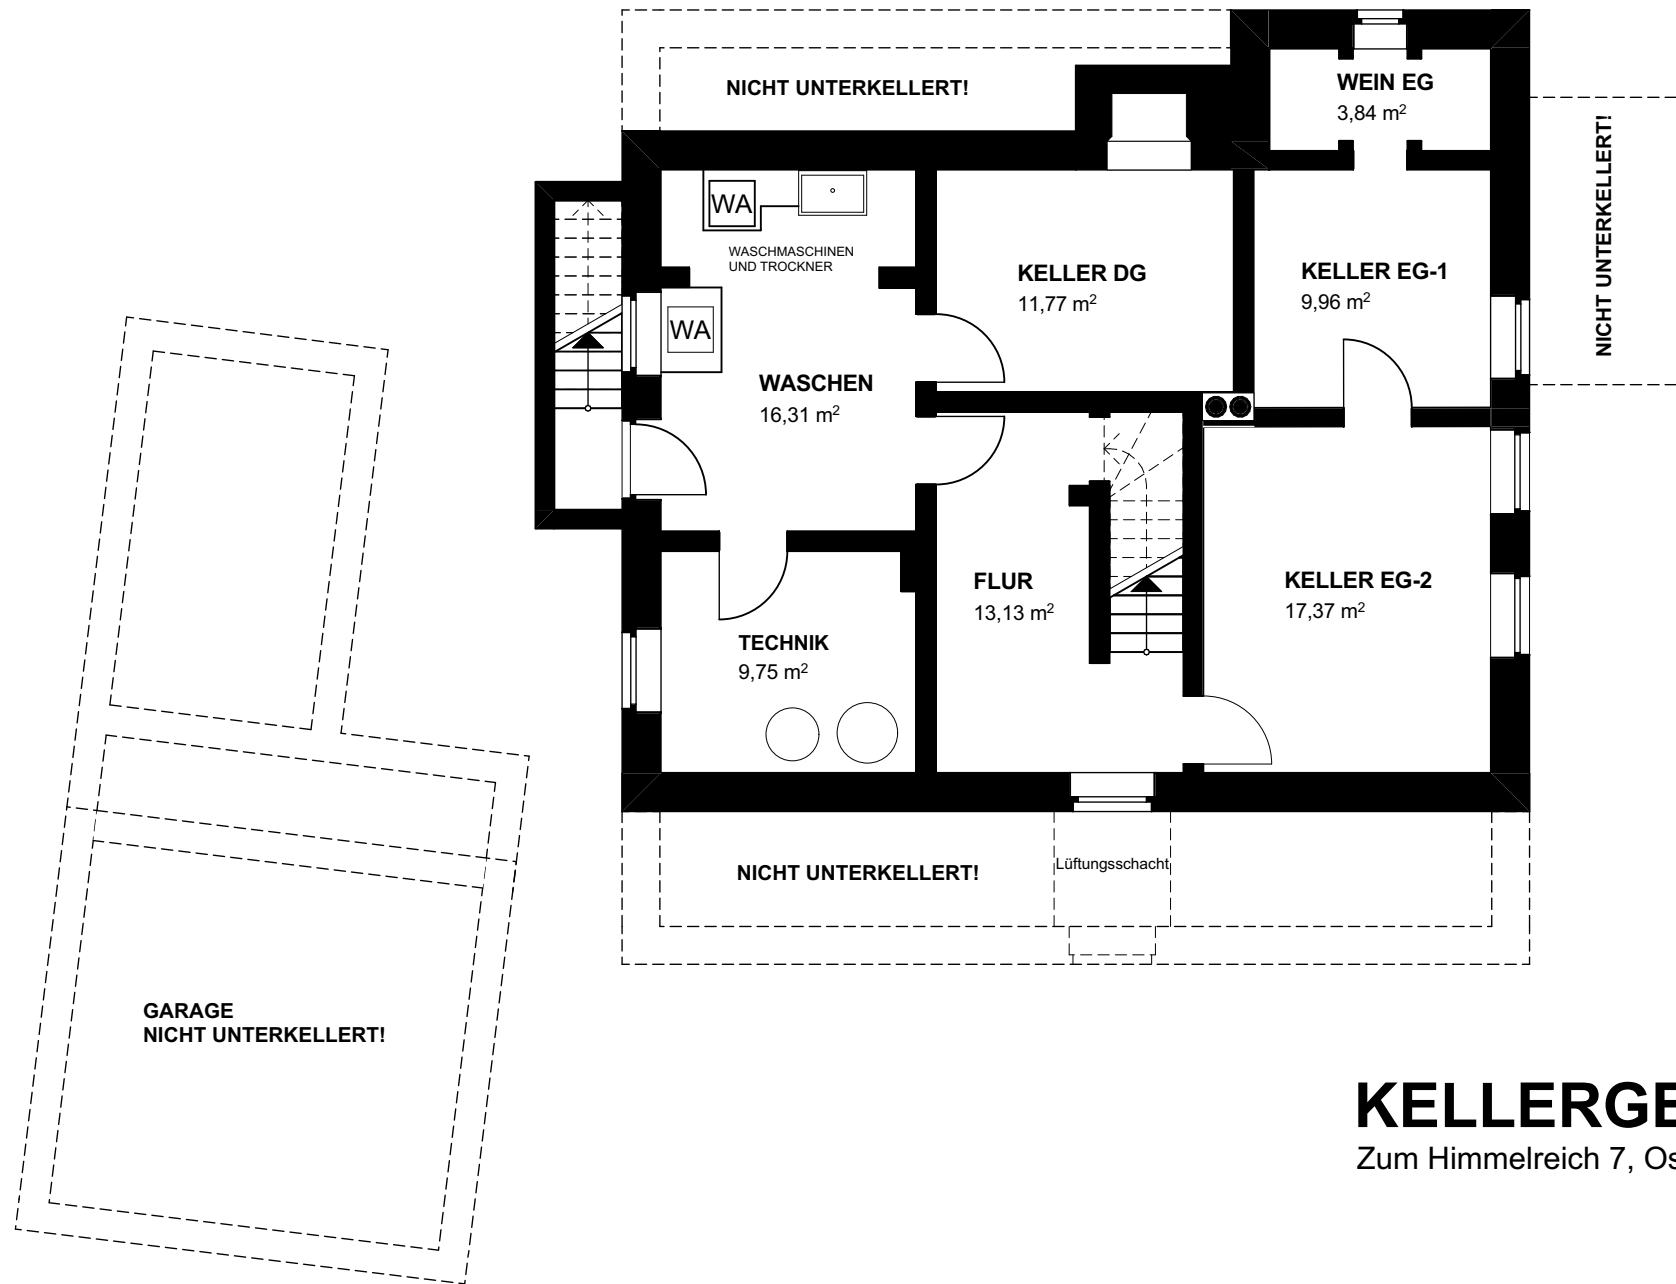 NICHT UNTERKELLERT!
WEIN EG
3,84 m²
NICHT UNTERKELLERT!
WA
WASCHMASCHINEN
UND TROCKNER
WA
KELLER DG
11,77 m²
KELLER EG-1
9,96 m²
WASCHEN
16,31 m²
FLUR
13,13 m²
KELLER EG-2
17,37 m²
TECHNIK
9,75 m²
NICHT UNTERKELLERT!
Lüftungsschacht
GARAGE
NICHT UNTERKELLERT!
KELLERGE
Zum Himmelreich 7, Os